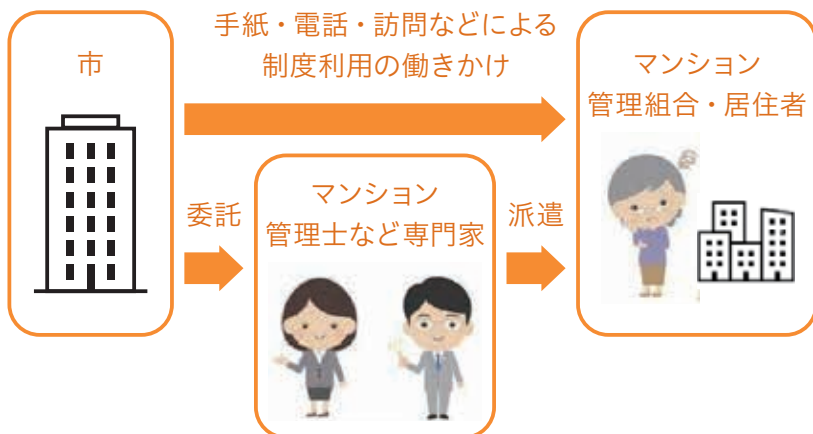 市
手紙・電話・訪問などによる
制度利用の働きかけ
マンション
管理組合・居住者
委託
マンション
管理士など専門家
派遣